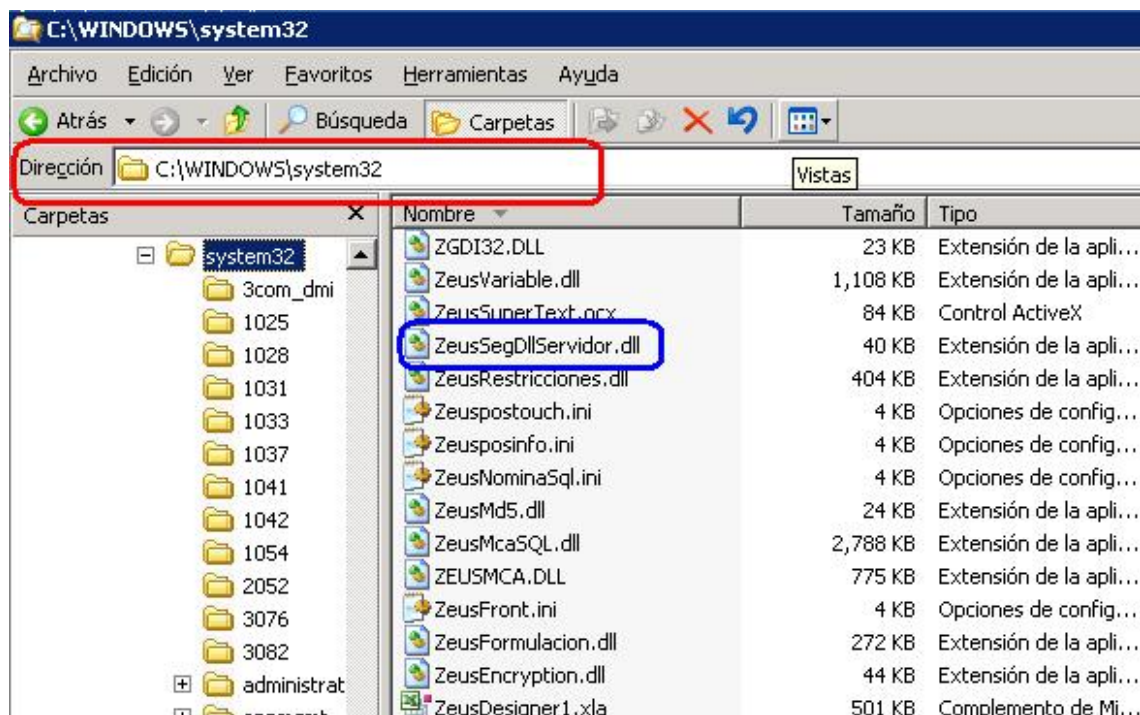 C:\WINDOWS\system32
Archivo Edición Ver Favoritos Herramientas Ayuda
Atrás Búsqueda Carpetas
Dirección C:\WINDOWS\system32
Vistas
Carpetas Nombre Tamaño Tipo
system32 ZGDI32.DLL 23 KB Extensión de la apli...
3com_dmi ZeusVariable.dll 1,108 KB Extensión de la apli...
1025 ZeusSuperText.ocx 84 KB Control ActiveX
1028 ZeusSegDllServidor.dll 40 KB Extensión de la apli...
1031 ZeusRestricciones.dll 404 KB Extensión de la apli...
1033 Zeuspostouch.ini 4 KB Opciones de config...
1037 Zeusposinfo.ini 4 KB Opciones de config...
1041 ZeusNominaSql.ini 4 KB Opciones de config...
1042 ZeusMd5.dll 24 KB Extensión de la apli...
1054 ZeusMcaSQL.dll 2,788 KB Extensión de la apli...
2052 ZEUSMCA.DLL 775 KB Extensión de la apli...
3076 ZeusFront.ini 4 KB Opciones de config...
3082 ZeusFormulacion.dll 272 KB Extensión de la apli...
administrat ZeusEncryption.dll 44 KB Extensión de la apli...
ZeusDesigner1.xla 501 KB Complemento de Mi...